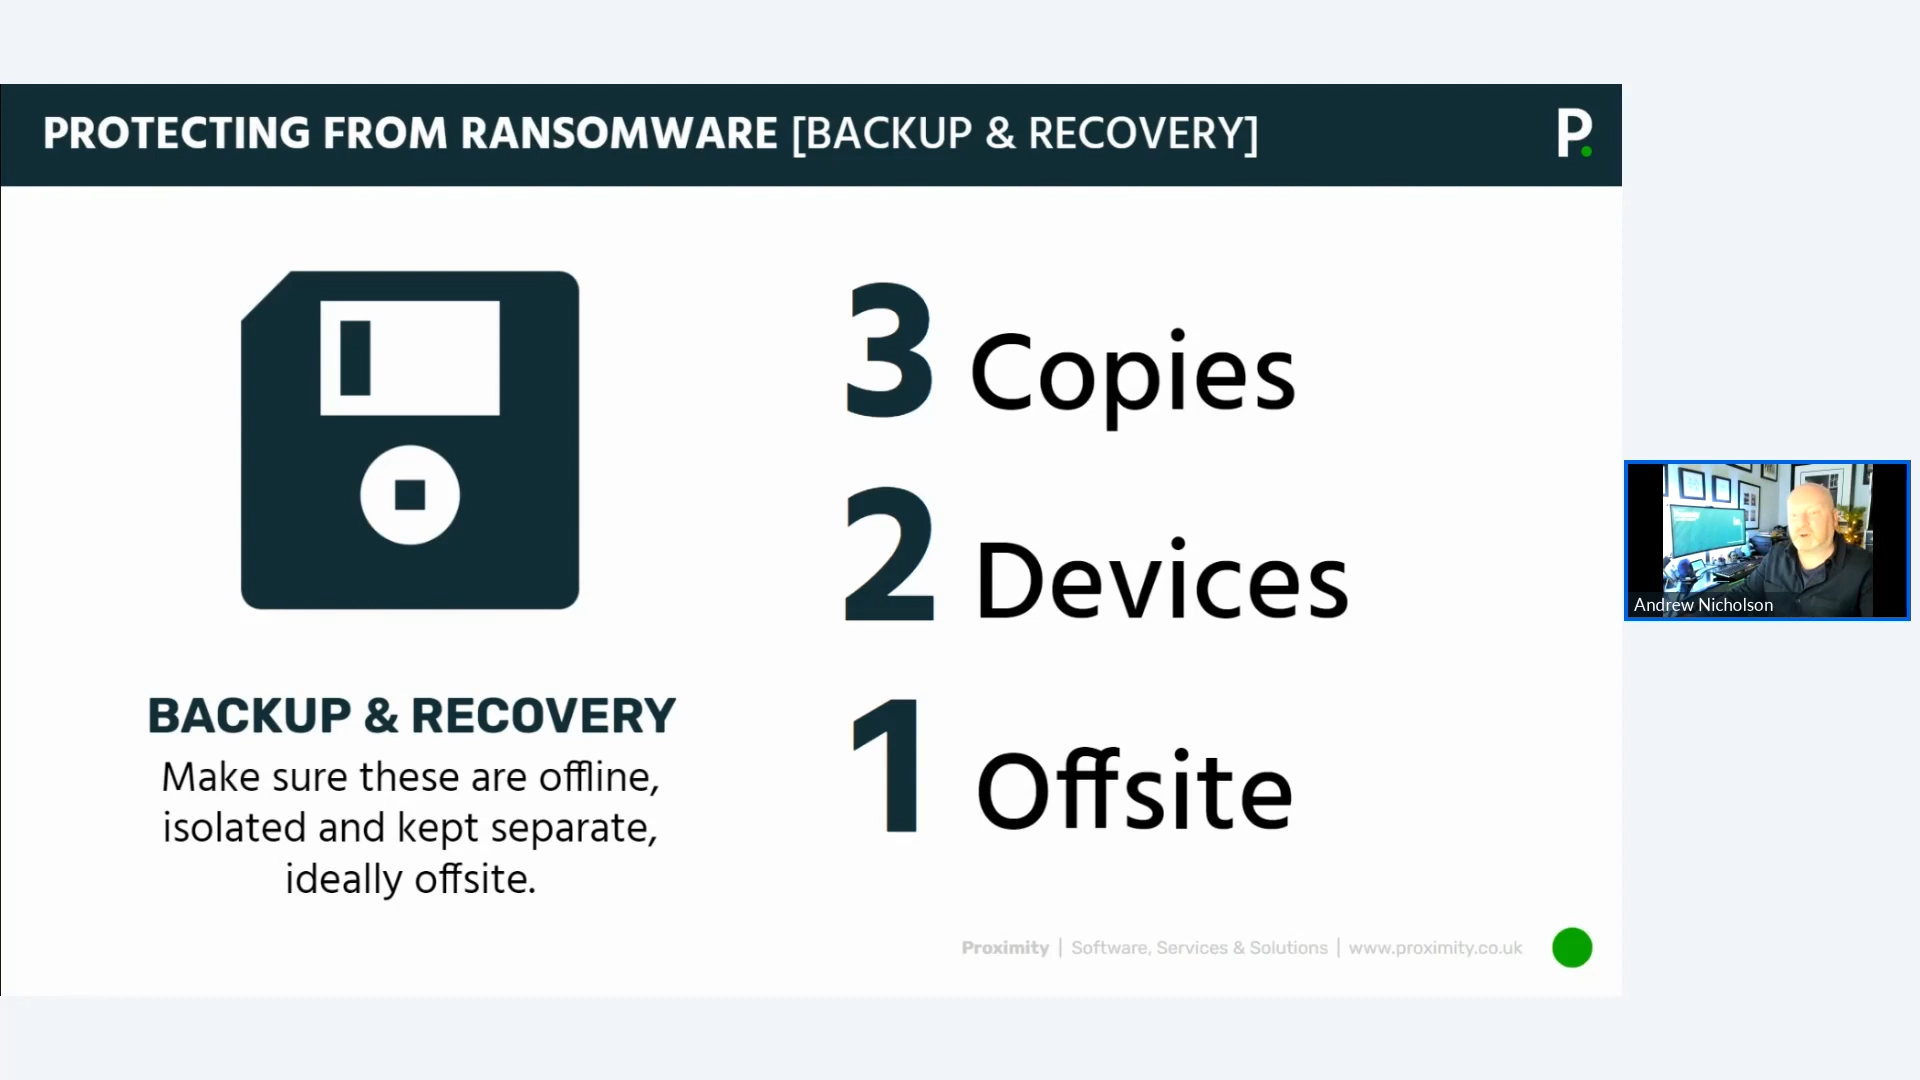 PROTECTING FROM RANSOMWARE [BACKUP & RECOVERY]
P.
3 Copies
2 Devices
1 Offsite
BACKUP & RECOVERY
Make sure these are offline,
isolated and kept separate,
ideally offsite.
Proximity | Software, Services & Solutions | www.proximity.co.uk
Andrew Nicholson